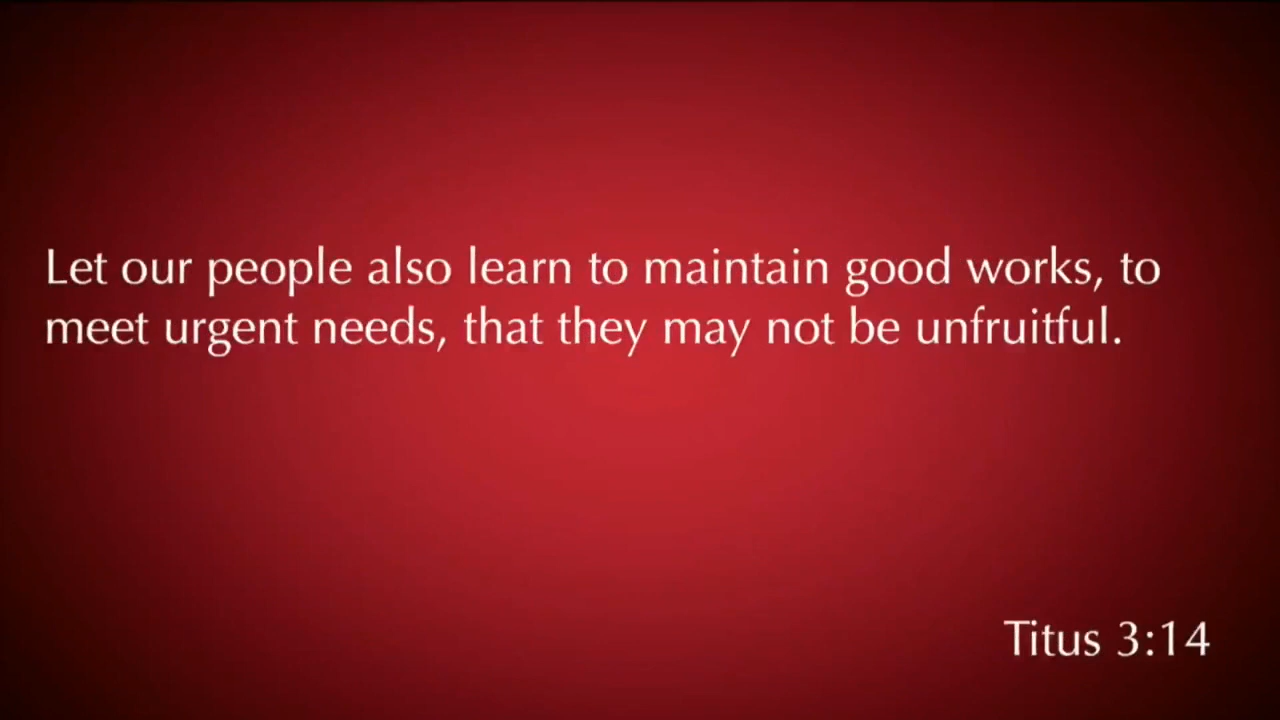 Let our people also learn to maintain good works, to
meet urgent needs, that they may not be unfruitful.
Titus 3:14